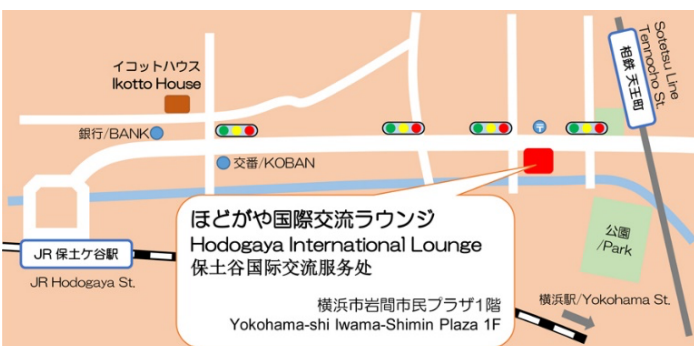 イコットハウス
Ikotto House
Sotetsu Line
Tennocho St.
相鉄 天王町
銀行/BANK
〒
交番/KOBAN
ほどがや国際交流ラウンジ
Hodogaya International Lounge
保土谷国际交流服务处
横浜市岩間市民プラザ1階
Yokohama-shi Iwama-Shimin Plaza 1F
公園
/Park
JR 保土ケ谷駅
JR Hodogaya St.
横浜駅/Yokohama St.